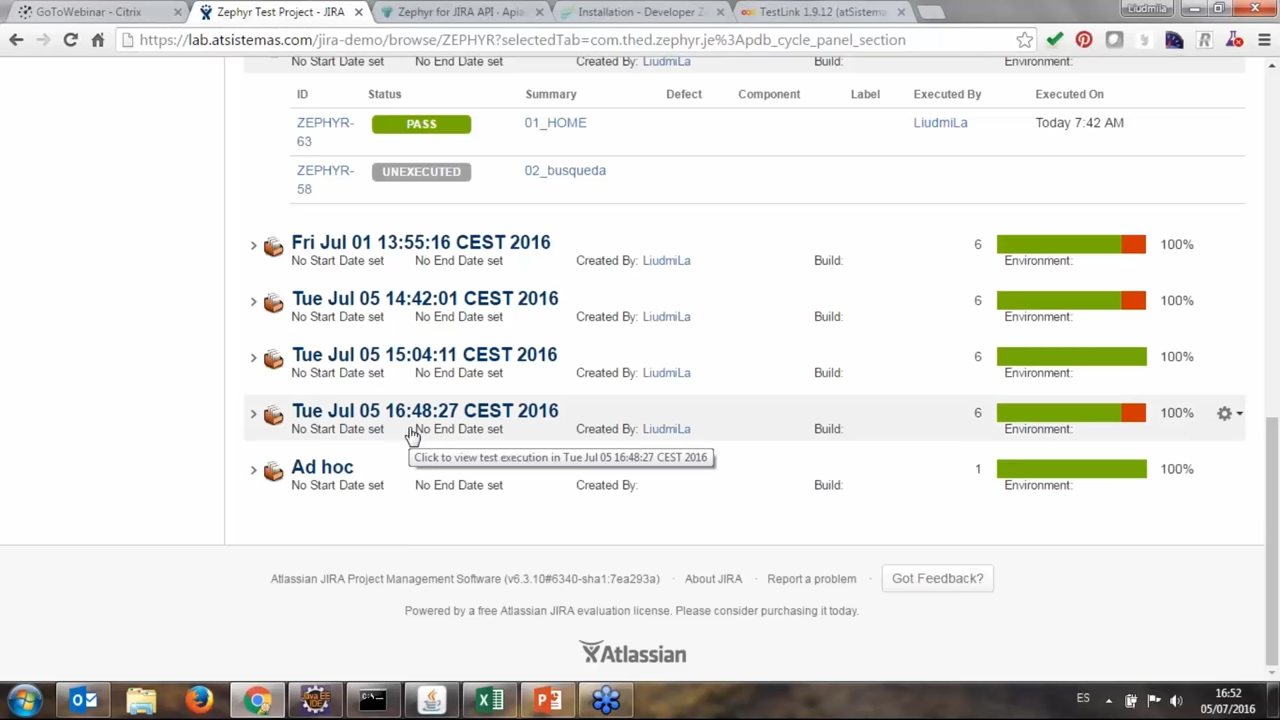 Liudmila
GoToWebinar - Citrix
Zephyr Test Project - JIRA
Zephyr for JIRA API · Apia
Installation - Developer Z
TestLink 1.9.12 (atSistema
https://lab.atsistemas.com/jira-demo/browse/ZEPHYR?selectedTab=com.thed.zephyr.je%3Apdb_cycle_panel_section
No Start Date set No End Date set Created By: LiudmiLa Build: Environment:
ID Status Summary Defect Component Label Executed By Executed On
ZEPHYR-63 PASS 01_HOME LiudmiLa Today 7:42 AM
ZEPHYR-58 UNEXECUTED 02_busqueda
Fri Jul 01 13:55:16 CEST 2016 6 100%
No Start Date set No End Date set Created By: LiudmiLa Build: Environment:
Tue Jul 05 14:42:01 CEST 2016 6 100%
No Start Date set No End Date set Created By: LiudmiLa Build: Environment:
Tue Jul 05 15:04:11 CEST 2016 6 100%
No Start Date set No End Date set Created By: LiudmiLa Build: Environment:
Tue Jul 05 16:48:27 CEST 2016 6 100%
No Start Date set No End Date set Created By: LiudmiLa Build: Environment:
Click to view test execution in Tue Jul 05 16:48:27 CEST 2016
Ad hoc 1 100%
No Start Date set No End Date set Created By: Build: Environment:
Atlassian JIRA Project Management Software (v6.3.10#6340-sha1:7ea293a) · About JIRA · Report a problem · Got Feedback?
Powered by a free Atlassian JIRA evaluation license. Please consider purchasing it today.
Atlassian
Java EE
IDE
ES 16:52
05/07/2016